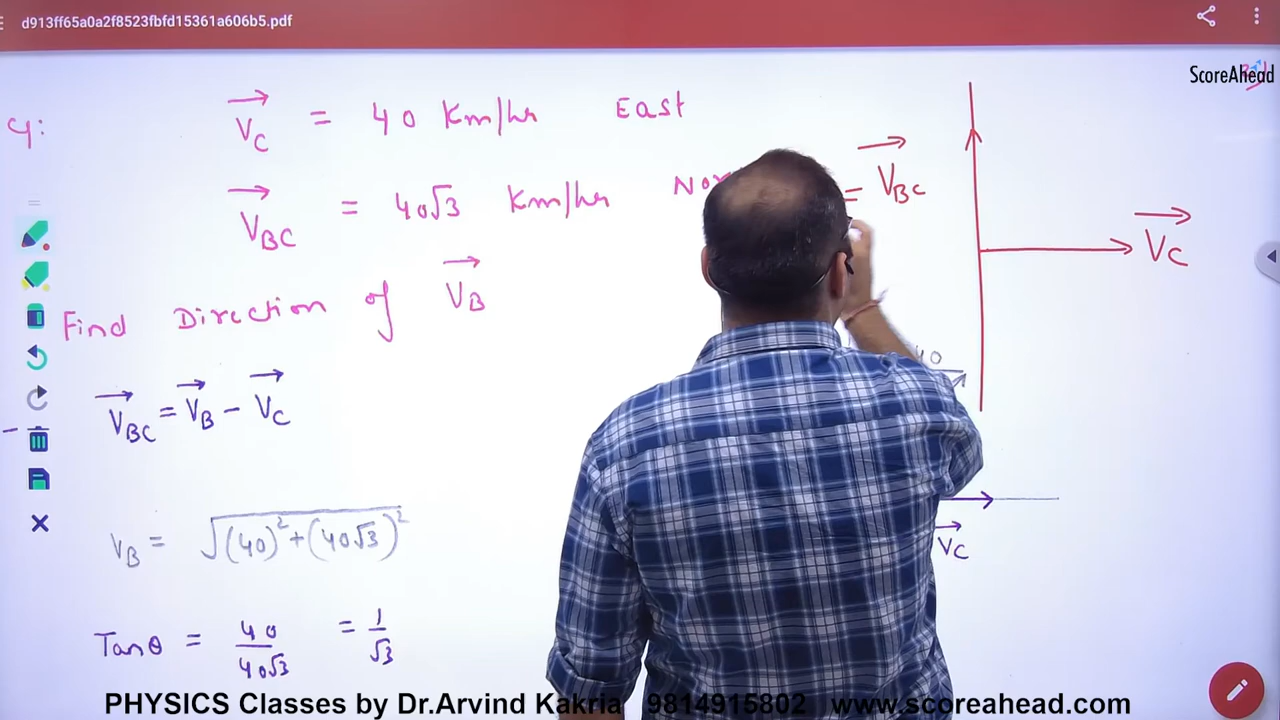 d913ff65a0a2f8523fbfd15361a606b5.pdf
ScoreAhead
4: V⃗C = 40 Km/hr East
V⃗BC = 40√3 Km/hr
= V⃗BC
V⃗C
Find Direction of V⃗B
V⃗BC = V⃗B − V⃗C
40
V⃗C
VB = √(40)² + (40√3)²
Tanθ = 40/40√3 = 1/√3
PHYSICS Classes by Dr.Arvind Kakria 9814915802 www.scoreahead.com